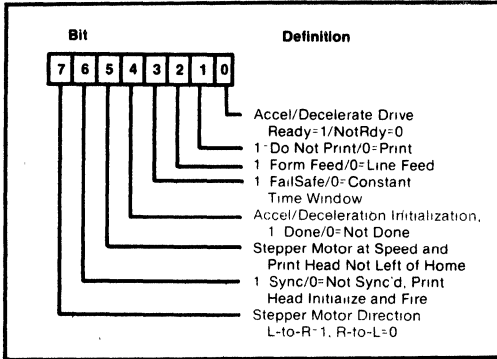 Bit Definition
7 6 5 4 3 2 1 0
Accel/Decelerate Drive
Ready=1/NotRdy=0
1-Do Not Print/0=Print
1 Form Feed/0=Line Feed
1 FailSafe/0=Constant
Time Window
Accel/Deceleration Initialization,
1 Done/0=Not Done
Stepper Motor at Speed and
Print Head Not Left of Home
1 Sync/0=Not Sync'd, Print
Head Initialize and Fire
Stepper Motor Direction
L-to-R-1, R-to-L=0